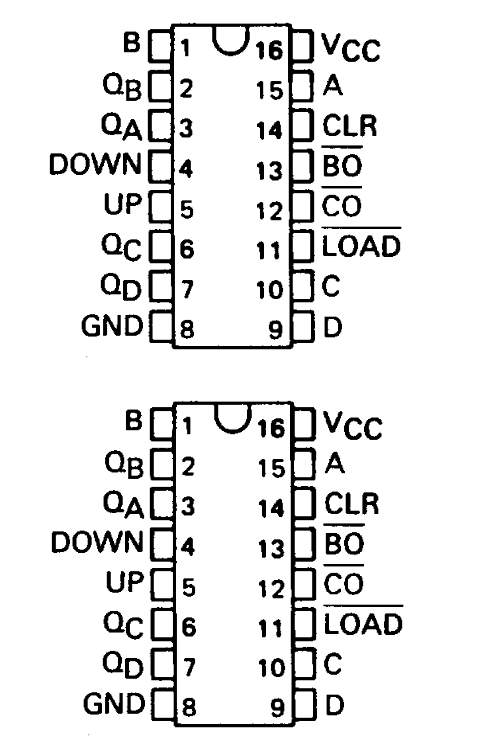 B 1 16 VCC
QB 2 15 A
QA 3 14 CLR
DOWN 4 13 BO
UP 5 12 CO
QC 6 11 LOAD
QD 7 10 C
GND 8 9 D
B 1 16 VCC
QB 2 15 A
QA 3 14 CLR
DOWN 4 13 BO
UP 5 12 CO
QC 6 11 LOAD
QD 7 10 C
GND 8 9 D